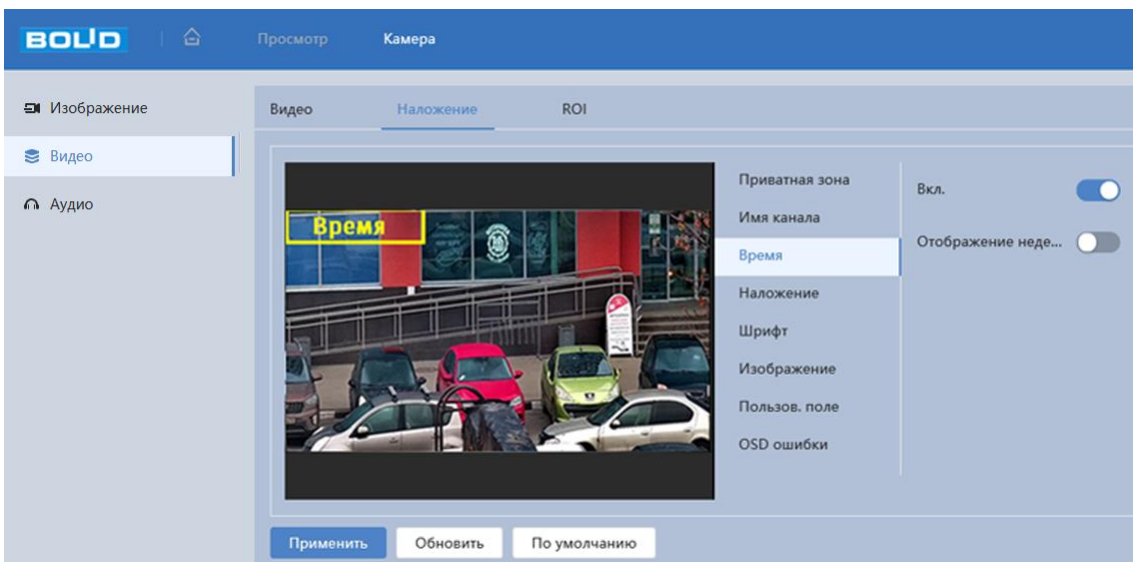 BOLID
Просмотр
Камера
Изображение
Видео
Аудио
Видео
Наложение
ROI
Время
Приватная зона
Имя канала
Время
Наложение
Шрифт
Изображение
Пользов. поле
OSD ошибки
Вкл.
Отображение неде...
Применить
Обновить
По умолчанию